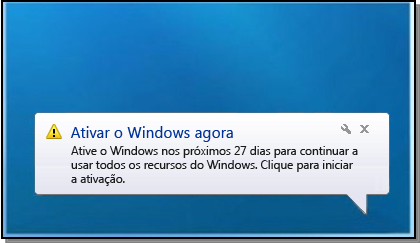 Ativar o Windows agora
Ative o Windows nos próximos 27 dias para continuar a
usar todos os recursos do Windows. Clique para iniciar
a ativação.